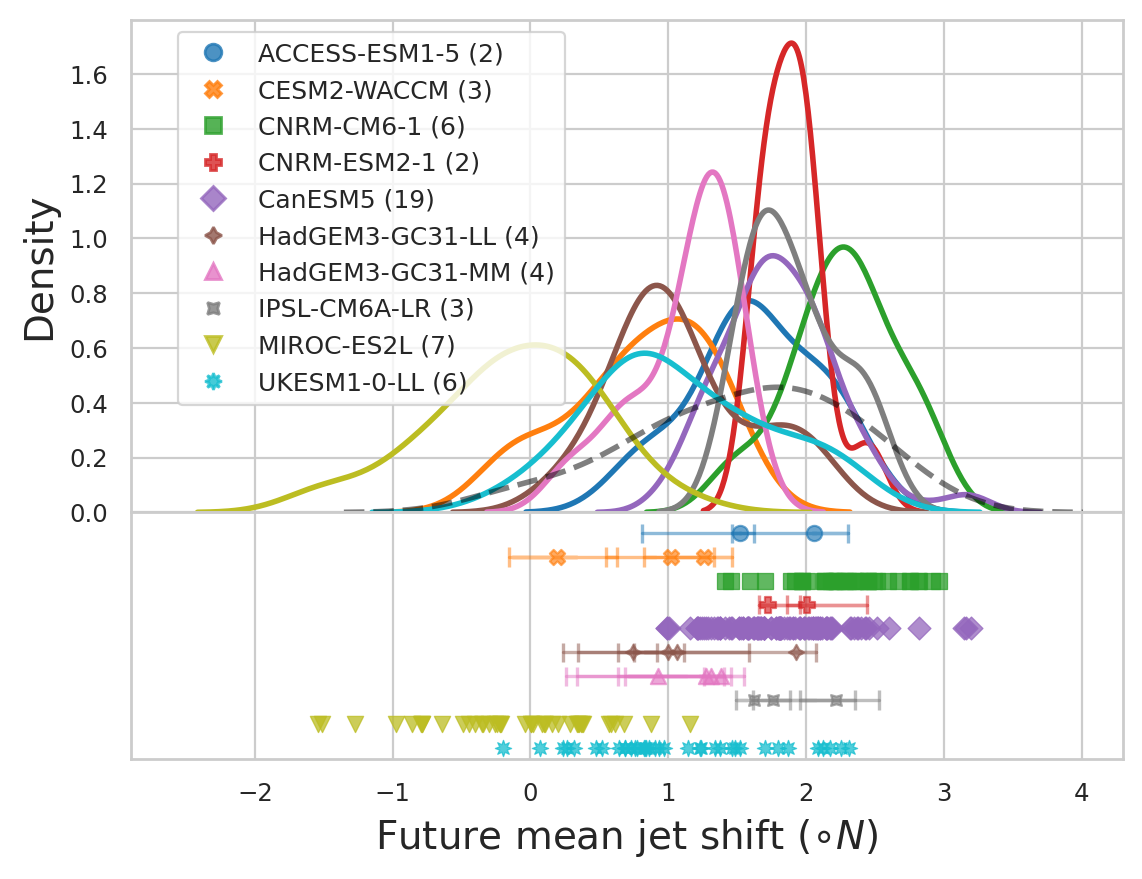 ACCESS-ESM1-5 (2)
CESM2-WACCM (3)
CNRM-CM6-1 (6)
CNRM-ESM2-1 (2)
CanESM5 (19)
HadGEM3-GC31-LL (4)
HadGEM3-GC31-MM (4)
IPSL-CM6A-LR (3)
MIROC-ES2L (7)
UKESM1-0-LL (6)
Density
1.6
1.4
1.2
1.0
0.8
0.6
0.4
0.2
0.0
−2 −1 0 1 2 3 4
Future mean jet shift (∘N)